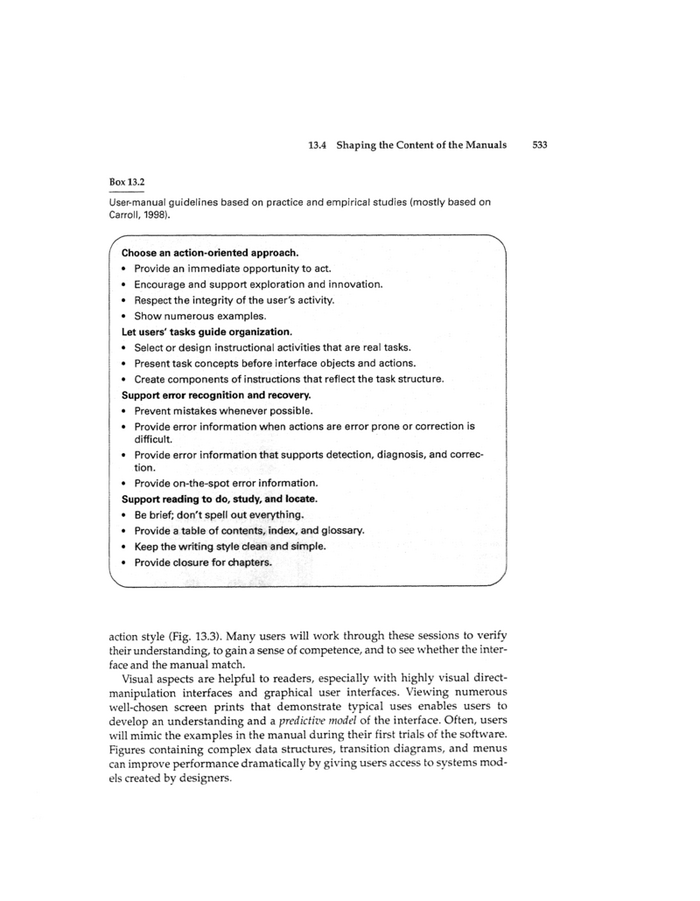 13.4 Shaping the Content of the Manuals 533
Box 13.2
User-manual guidelines based on practice and empirical studies (mostly based on
Carroll, 1998).
Choose an action-oriented approach.
• Provide an immediate opportunity to act.
• Encourage and support exploration and innovation.
• Respect the integrity of the user's activity.
• Show numerous examples.
Let users' tasks guide organization.
• Select or design instructional activities that are real tasks.
• Present task concepts before interface objects and actions.
• Create components of instructions that reflect the task structure.
Support error recognition and recovery.
• Prevent mistakes whenever possible.
• Provide error information when actions are error prone or correction is
difficult.
• Provide error information that supports detection, diagnosis, and correc-
tion.
• Provide on-the-spot error information.
Support reading to do, study, and locate.
• Be brief; don't spell out everything.
• Provide a table of contents, index, and glossary.
• Keep the writing style clean and simple.
• Provide closure for chapters.
action style (Fig. 13.3). Many users will work through these sessions to verify
their understanding, to gain a sense of competence, and to see whether the inter-
face and the manual match.
Visual aspects are helpful to readers, especially with highly visual direct-
manipulation interfaces and graphical user interfaces. Viewing numerous
well-chosen screen prints that demonstrate typical uses enables users to
develop an understanding and a predictive model of the interface. Often, users
will mimic the examples in the manual during their first trials of the software.
Figures containing complex data structures, transition diagrams, and menus
can improve performance dramatically by giving users access to systems mod-
els created by designers.